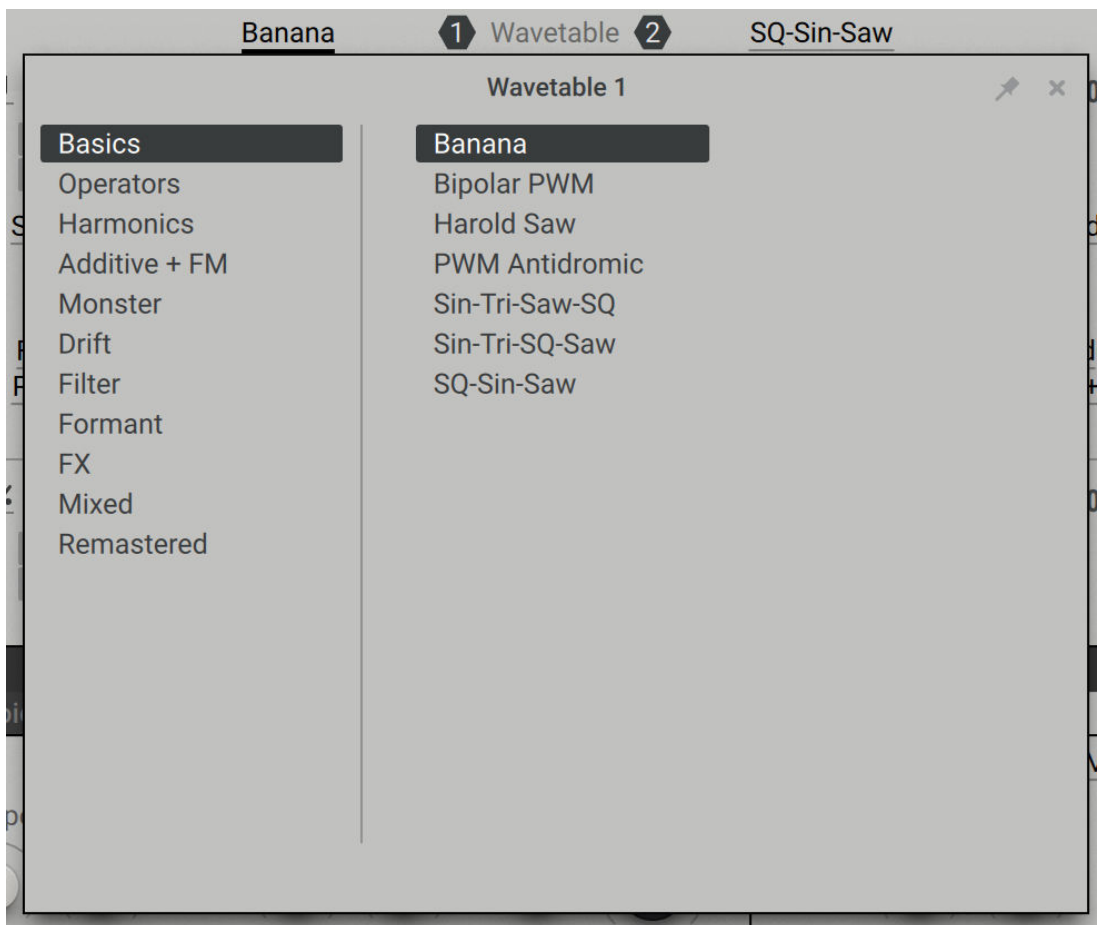 Banana 1 Wavetable 2 SQ-Sin-Saw
Wavetable 1
Basics
Operators
Harmonics
Additive + FM
Monster
Drift
Filter
Formant
FX
Mixed
Remastered
Banana
Bipolar PWM
Harold Saw
PWM Antidromic
Sin-Tri-Saw-SQ
Sin-Tri-SQ-Saw
SQ-Sin-Saw